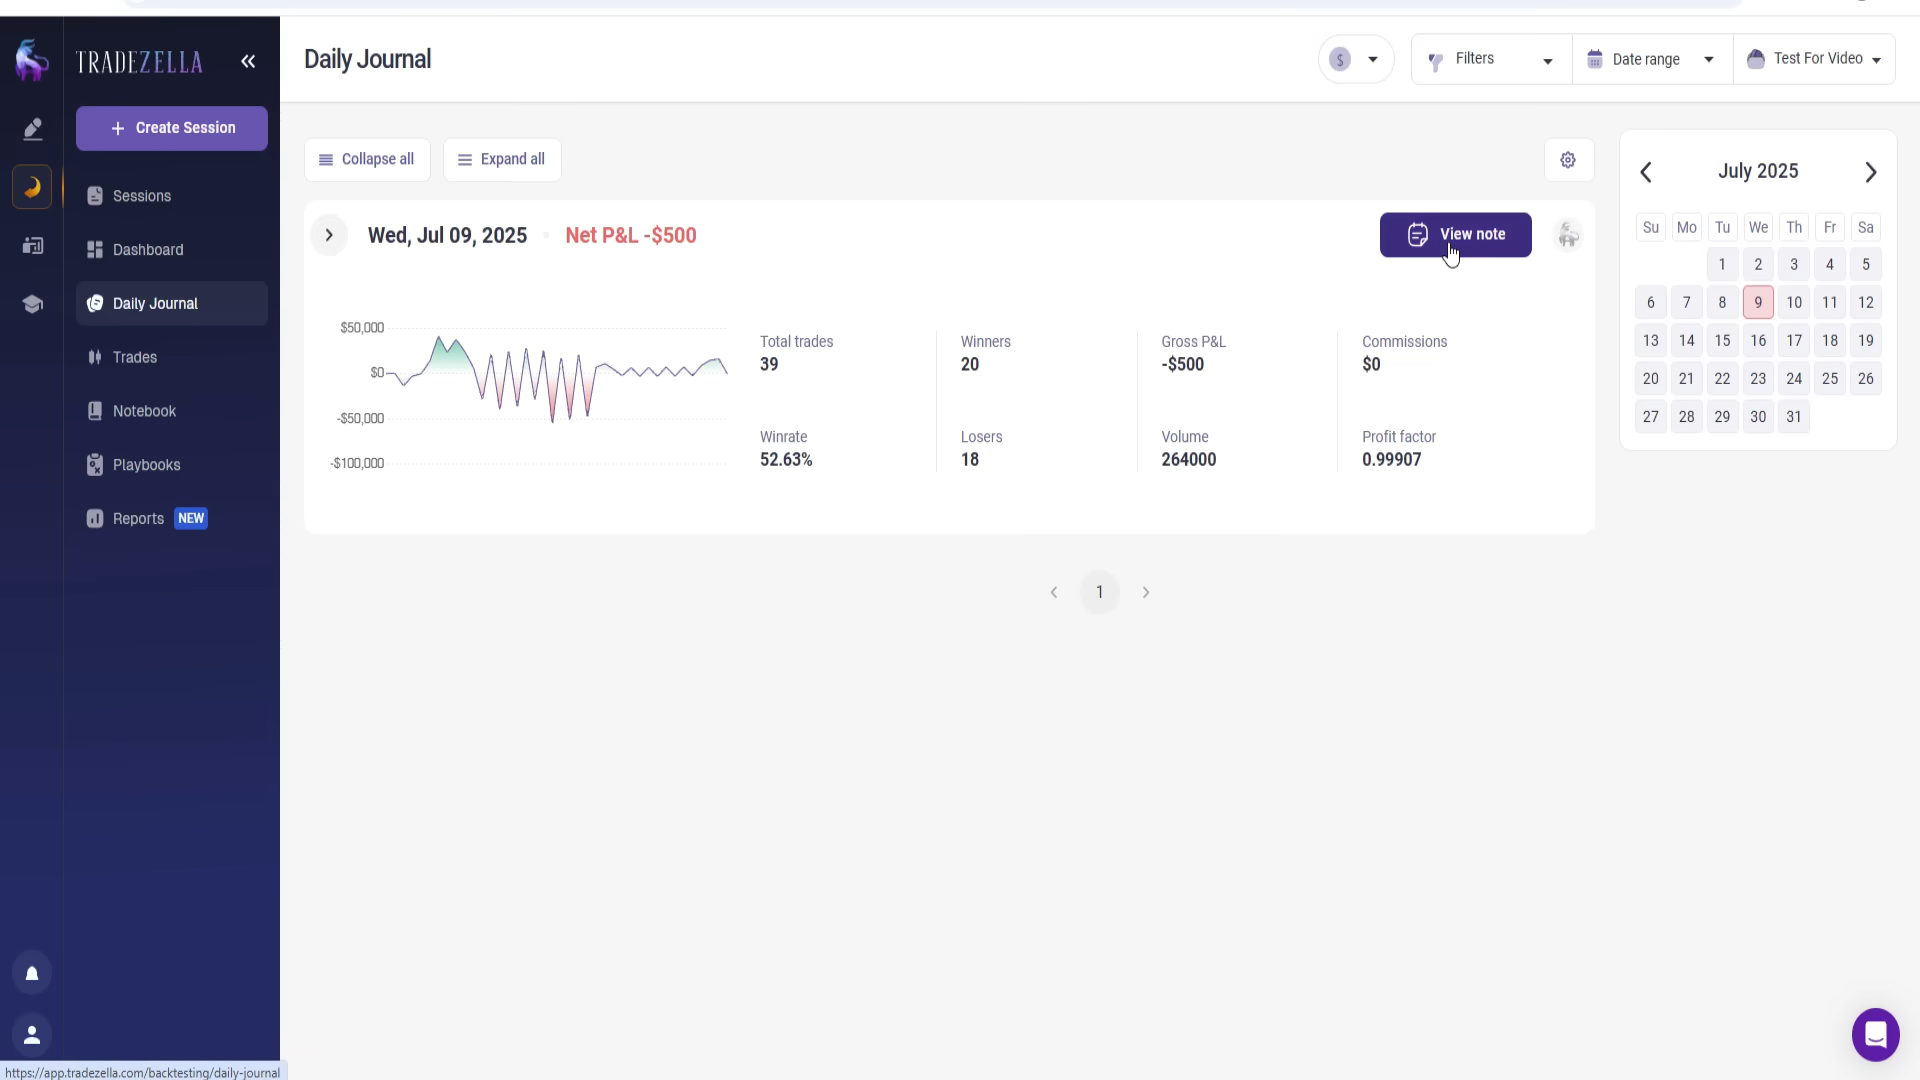 TRADEZELLA
Create Session
Sessions
Dashboard
Daily Journal
Trades
Notebook
Playbooks
Reports NEW
Daily Journal
$
Filters
Date range
Test For Video
Collapse all
Expand all
Wed, Jul 09, 2025
Net P&L -$500
View note
$50,000
$0
-$50,000
-$100,000
Total trades
39
Winners
20
Gross P&L
-$500
Commissions
$0
Winrate
52.63%
Losers
18
Volume
264000
Profit factor
0.99907
1
July 2025
Su Mo Tu We Th Fr Sa
1 2 3 4 5
6 7 8 9 10 11 12
13 14 15 16 17 18 19
20 21 22 23 24 25 26
27 28 29 30 31
https://app.tradezella.com/backtesting/daily-journal